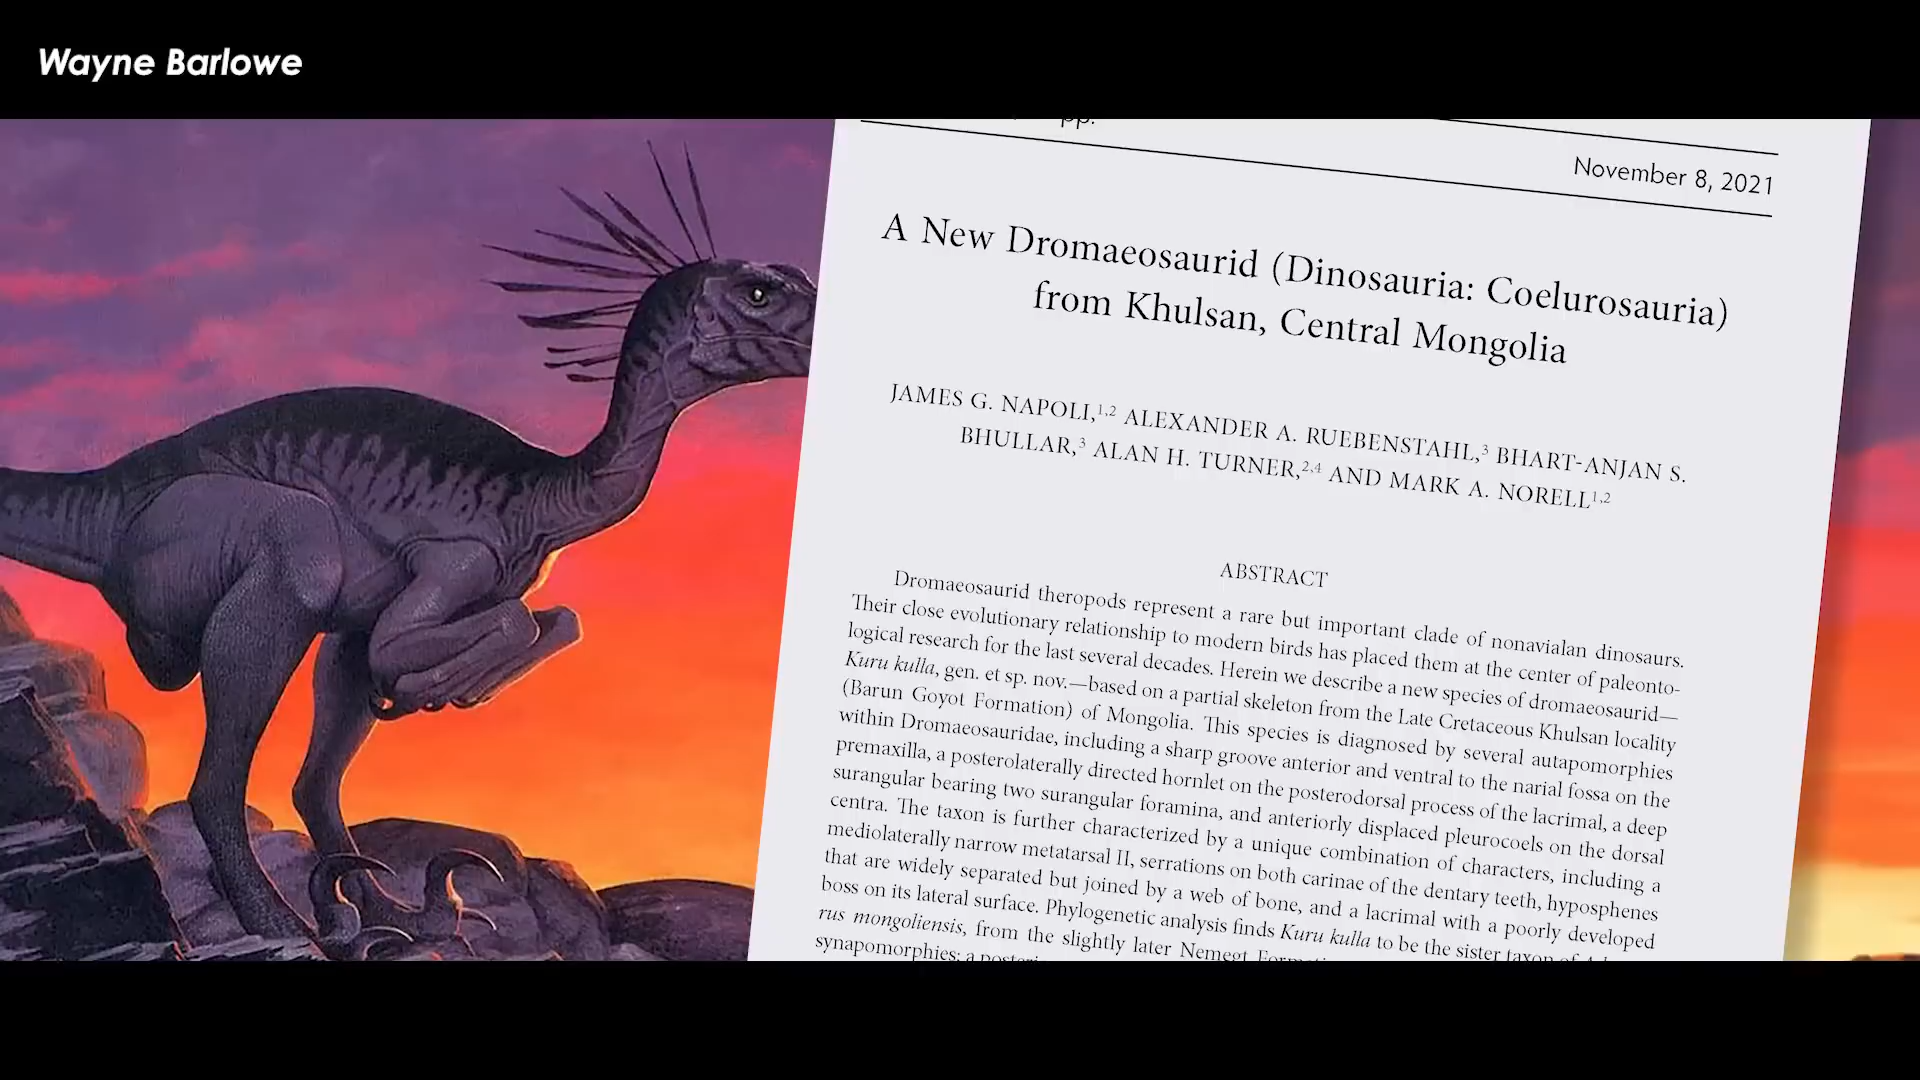 Wayne Barlowe
pp.
November 8, 2021
A New Dromaeosaurid (Dinosauria: Coelurosauria)
from Khulsan, Central Mongolia
JAMES G. NAPOLI,1,2 ALEXANDER A. RUEBENSTAHL,3 BHART-ANJAN S.
BHULLAR,3 ALAN H. TURNER,2,4 AND MARK A. NORELL1,2
ABSTRACT
Dromaeosaurid theropods represent a rare but important clade of nonavialan dinosaurs.
Their close evolutionary relationship to modern birds has placed them at the center of paleonto-
logical research for the last several decades. Herein we describe a new species of dromaeosaurid—
Kuru kulla, gen. et sp. nov.—based on a partial skeleton from the Late Cretaceous Khulsan locality
(Barun Goyot Formation) of Mongolia. This species is diagnosed by several autapomorphies
within Dromaeosauridae, including a sharp groove anterior and ventral to the narial fossa on the
premaxilla, a posterolaterally directed hornlet on the posterodorsal process of the lacrimal, a deep
surangular bearing two surangular foramina, and anteriorly displaced pleurocoels on the dorsal
centra. The taxon is further characterized by a unique combination of characters, including a
mediolaterally narrow metatarsal II, serrations on both carinae of the dentary teeth, hyposphenes
that are widely separated but joined by a web of bone, and a lacrimal with a poorly developed
boss on its lateral surface. Phylogenetic analysis finds Kuru kulla to be the sister taxon of
rus mongoliensis, from the slightly later Nemegt
synapomorphies: a